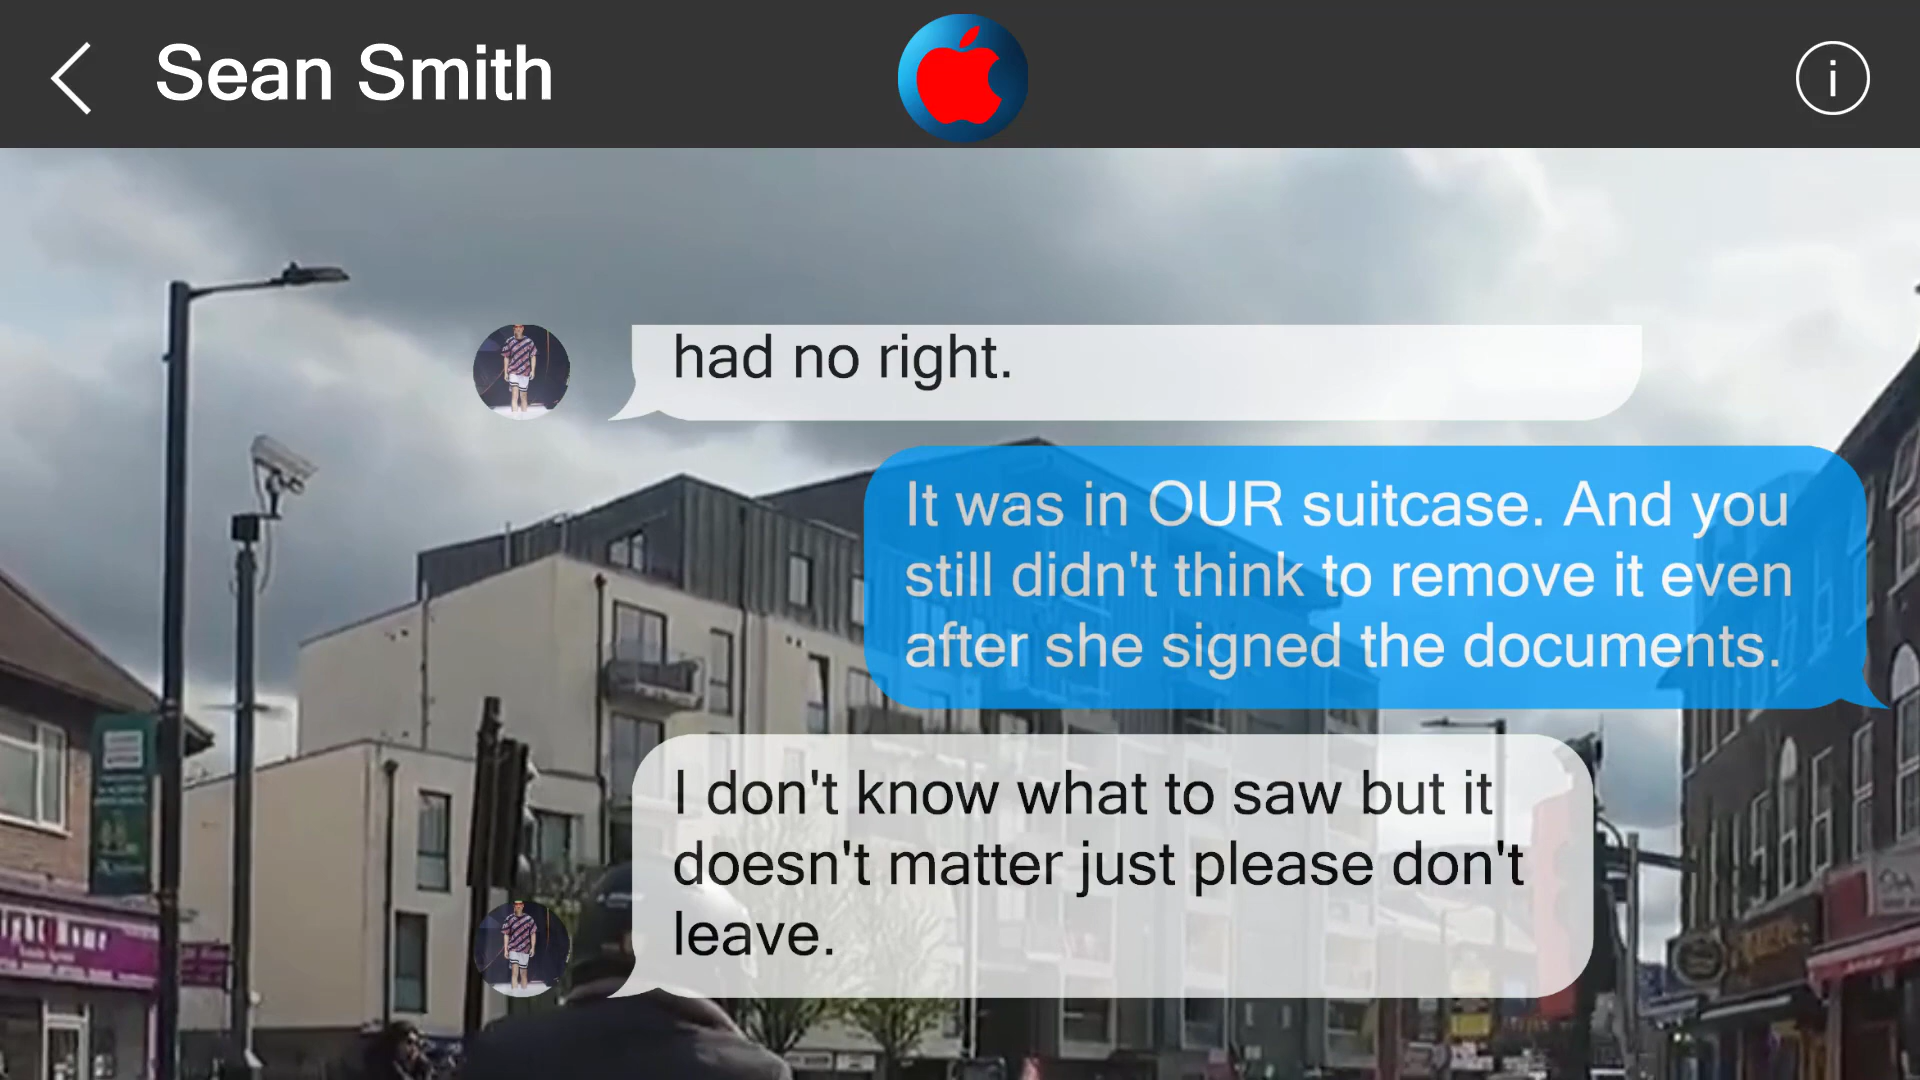 Sean Smith
i
had no right.
It was in OUR suitcase. And you
still didn't think to remove it even
after she signed the documents.
I don't know what to saw but it
doesn't matter just please don't
leave.